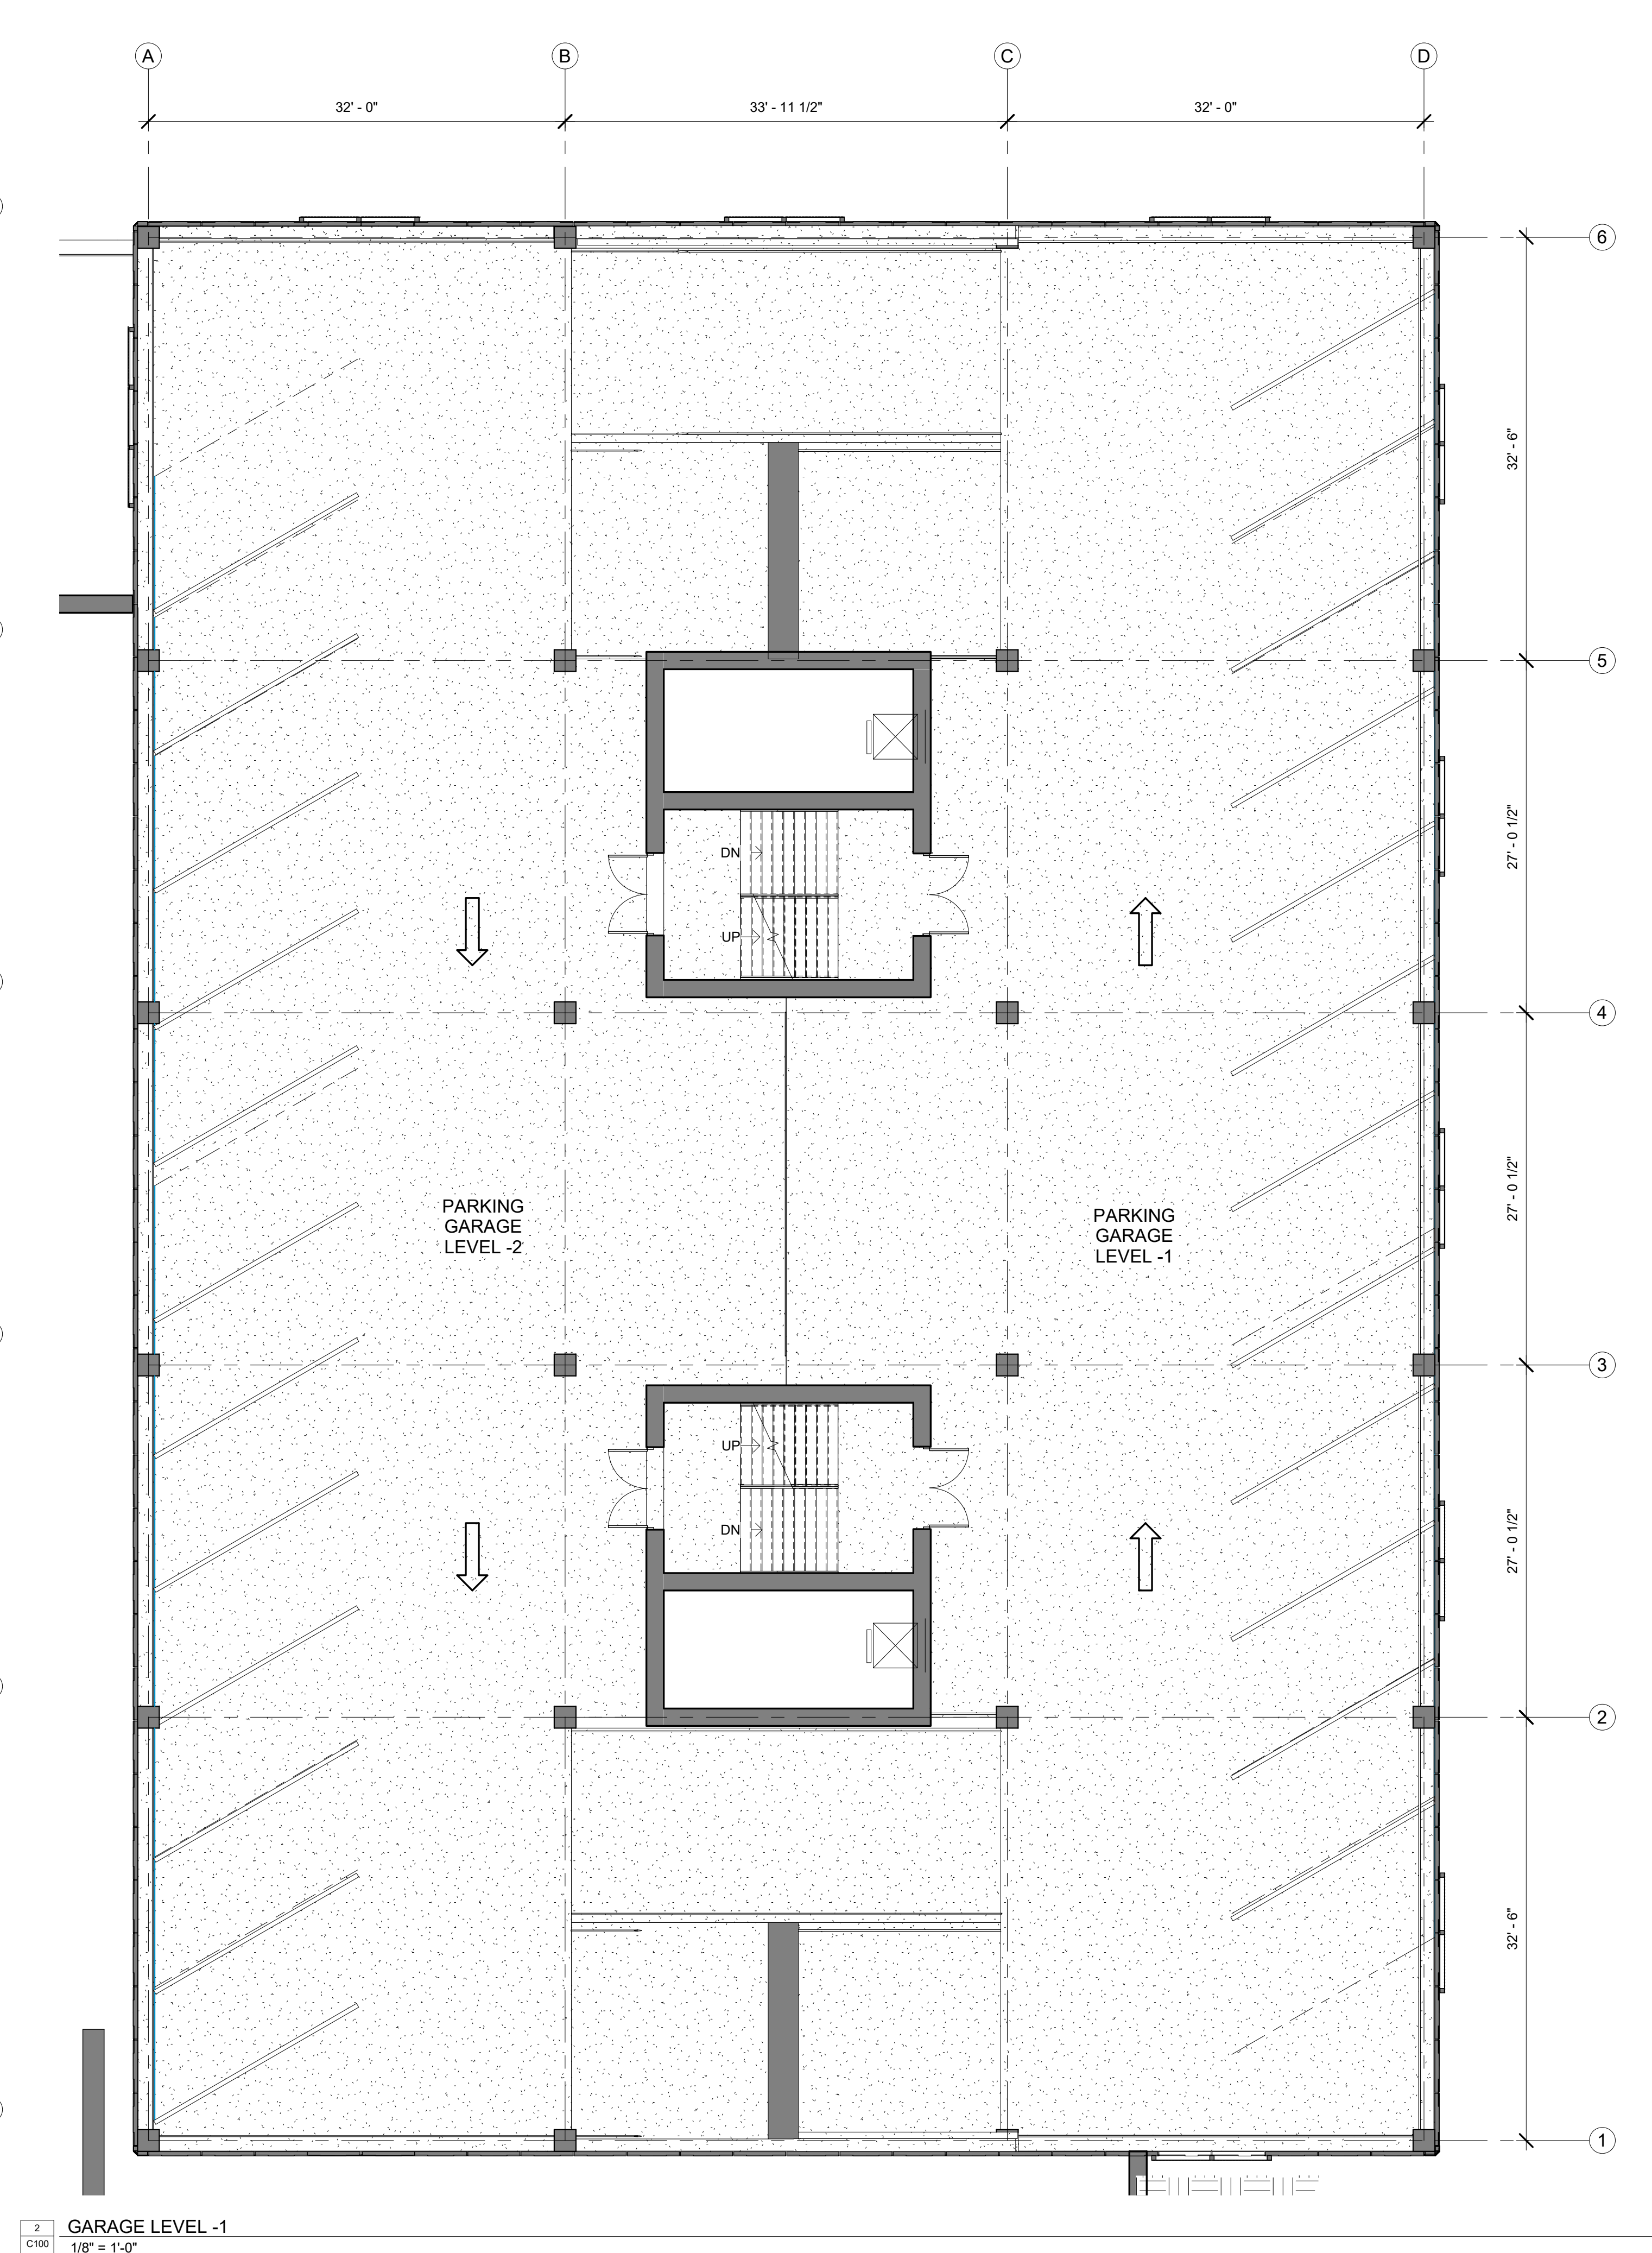 A
B
C
D
32' - 0"
33' - 11 1/2"
32' - 0"
6
32' - 6"
5
27' - 0 1/2"
DN
UP
4
27' - 0 1/2"
PARKING
GARAGE
LEVEL -2
PARKING
GARAGE
LEVEL -1
3
27' - 0 1/2"
UP
DN
2
32' - 6"
1
2
C100
GARAGE LEVEL -1
1/8" = 1'-0"